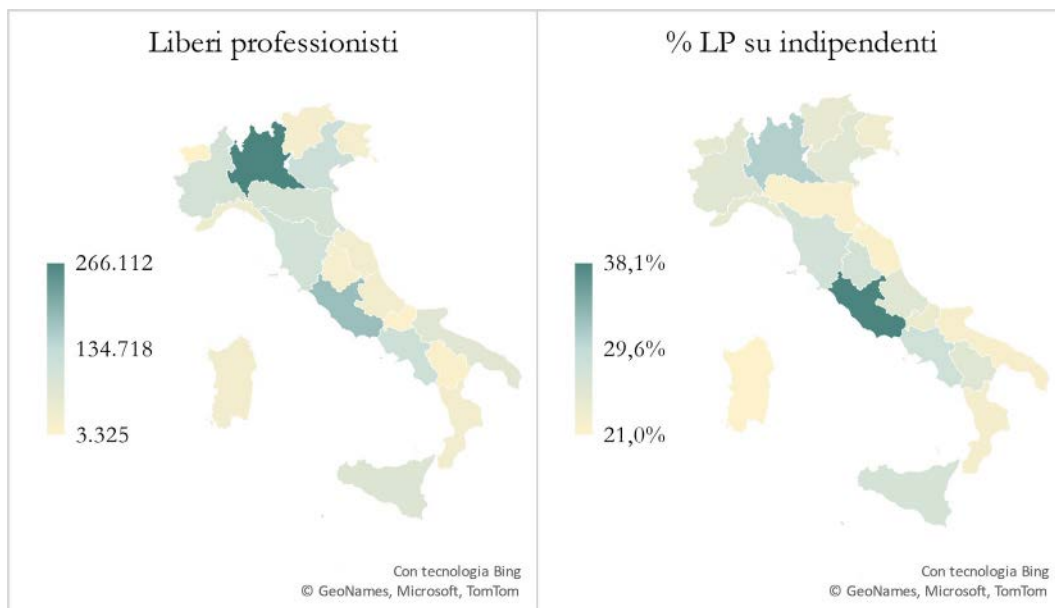 Liberi professionisti
266.112
134.718
3.325
Con tecnologia Bing
© GeoNames, Microsoft, TomTom
% LP su indipendenti
38,1%
29,6%
21,0%
Con tecnologia Bing
© GeoNames, Microsoft, TomTom